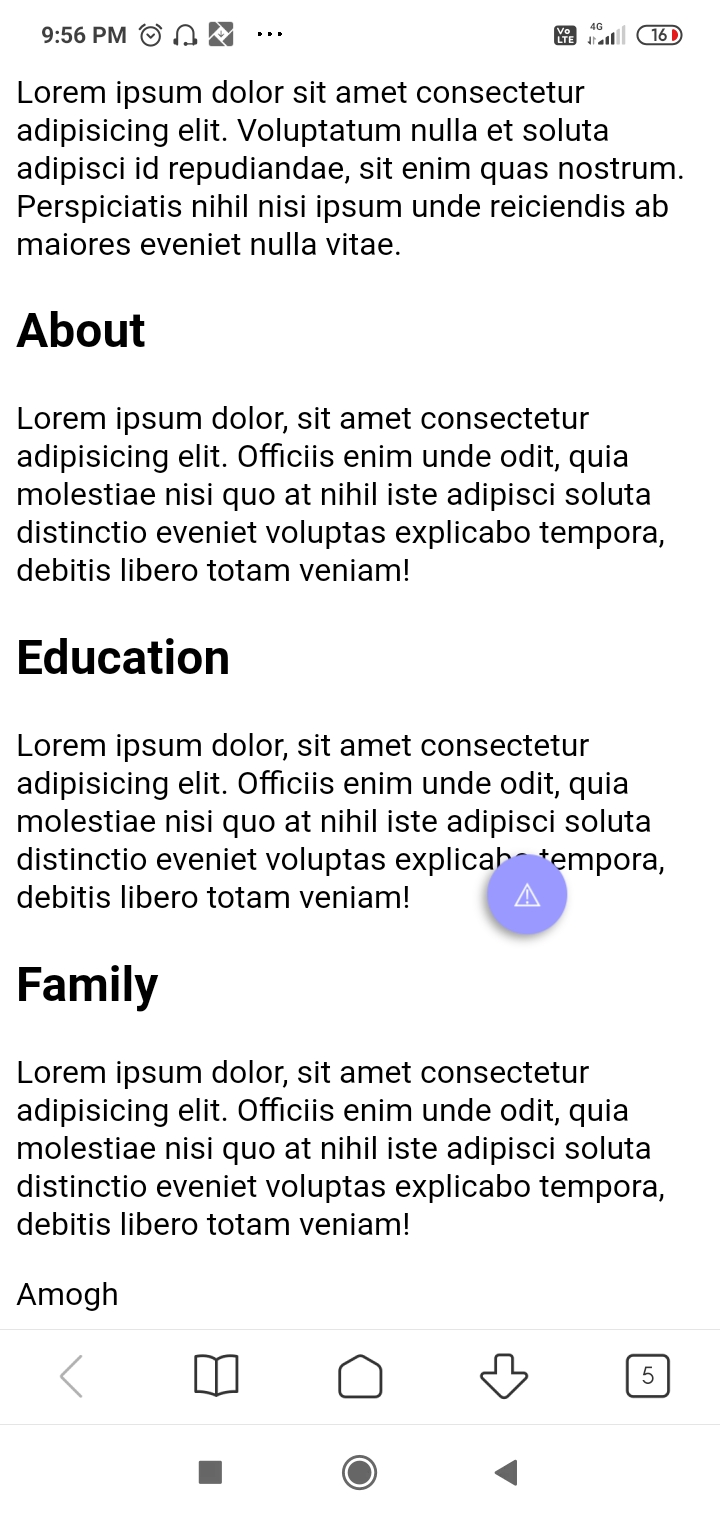 9:56 PM
Vo LTE 4G 16
Lorem ipsum dolor sit amet consectetur
adipisicing elit. Voluptatum nulla et soluta
adipisci id repudiandae, sit enim quas nostrum.
Perspiciatis nihil nisi ipsum unde reiciendis ab
maiores eveniet nulla vitae.
About
Lorem ipsum dolor, sit amet consectetur
adipisicing elit. Officiis enim unde odit, quia
molestiae nisi quo at nihil iste adipisci soluta
distinctio eveniet voluptas explicabo tempora,
debitis libero totam veniam!
Education
Lorem ipsum dolor, sit amet consectetur
adipisicing elit. Officiis enim unde odit, quia
molestiae nisi quo at nihil iste adipisci soluta
distinctio eveniet voluptas explicabo tempora,
debitis libero totam veniam!
Family
Lorem ipsum dolor, sit amet consectetur
adipisicing elit. Officiis enim unde odit, quia
molestiae nisi quo at nihil iste adipisci soluta
distinctio eveniet voluptas explicabo tempora,
debitis libero totam veniam!
Amogh
5